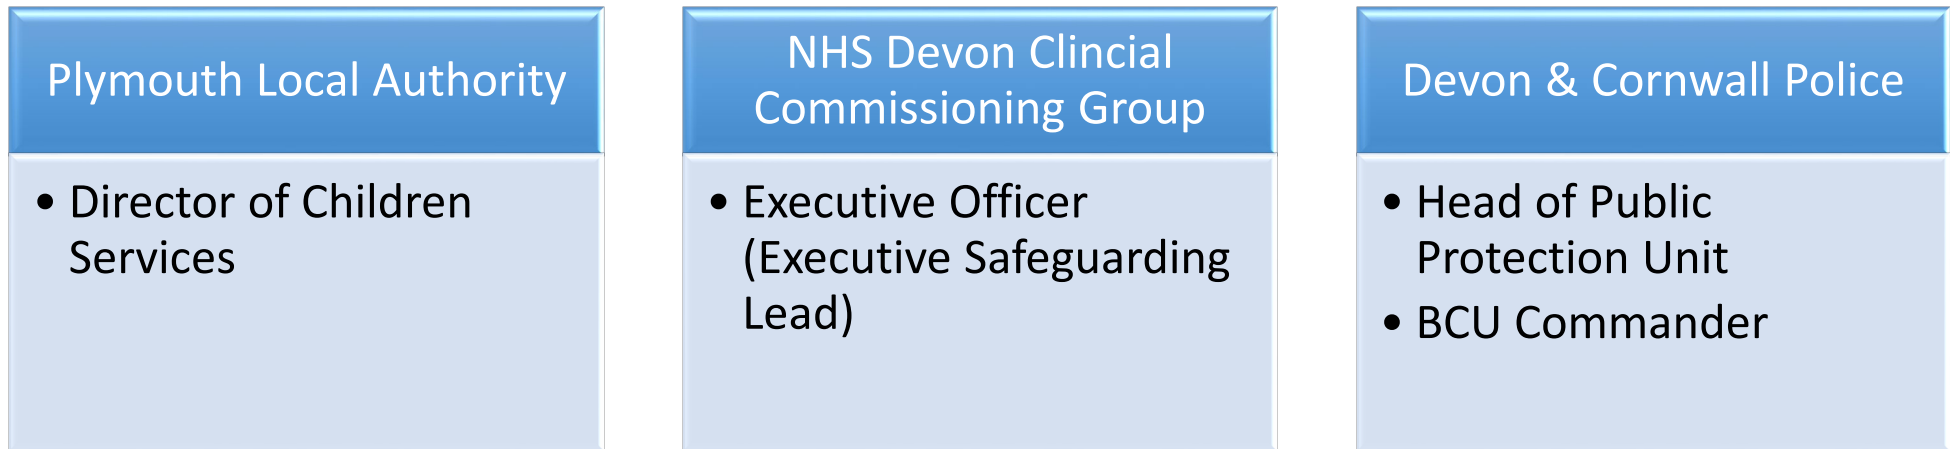 Plymouth Local Authority
• Director of Children
Services
NHS Devon Clincial
Commissioning Group
• Executive Officer
(Executive Safeguarding
Lead)
Devon & Cornwall Police
• Head of Public
Protection Unit
• BCU Commander